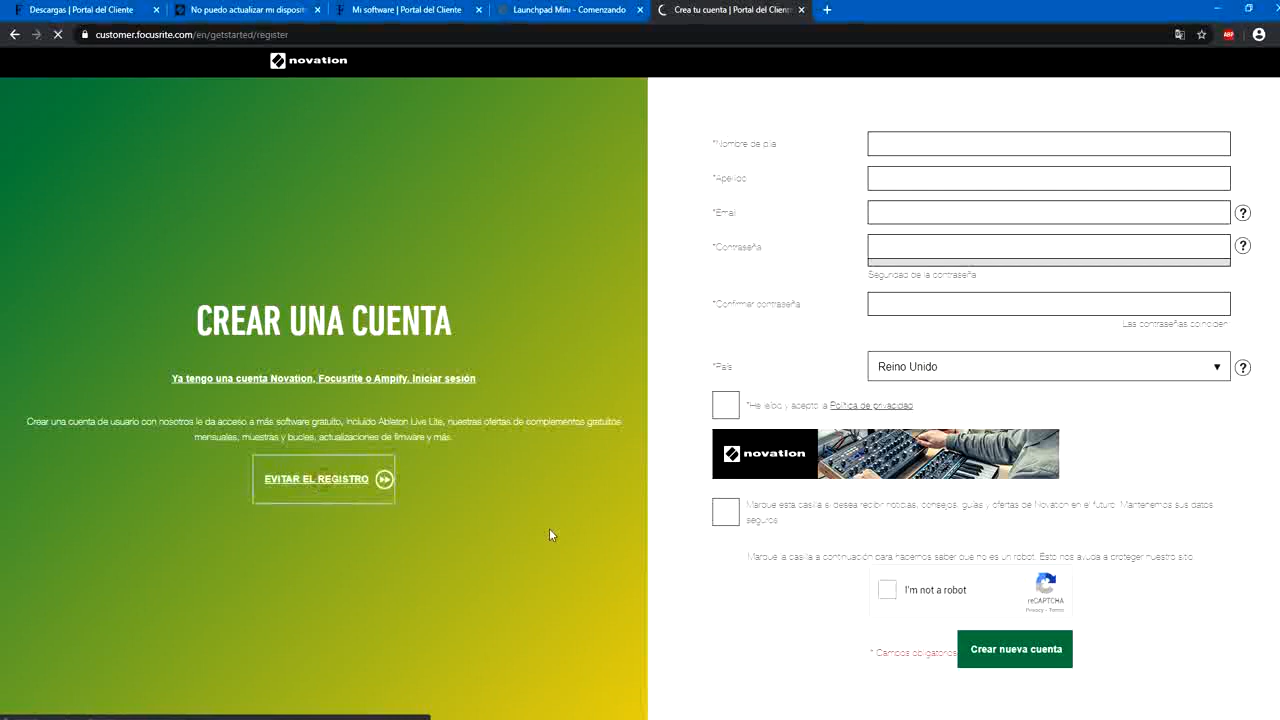 Descargas | Portal del Cliente
No puedo actualizar mi disposit
Mi software | Portal del Cliente
Launchpad Mini - Comenzando
Crea tu cuenta | Portal del Client
customer.focusrite.com/en/getstarted/register
ABP
novation
CREAR UNA CUENTA
Ya tengo una cuenta Novation, Focusrite o Ampify. Iniciar sesión
Crear una cuenta de usuario con nosotros le da acceso a más software gratuito, incluido Ableton Live Lite, nuestras ofertas de complementos gratuitos
mensuales, muestras y bucles, actualizaciones de firmware y más.
EVITAR EL REGISTRO
*Nombre de pila
*Apellido
*Email
?
*Contraseña
?
Seguridad de la contraseña
*Confirmar contraseña
Las contraseñas coinciden
*País
Reino Unido
?
*He leído y acepto la Política de privacidad
novation
Marque esta casilla si desea recibir noticias, consejos, guías y ofertas de Novation en el futuro. Mantenemos sus datos
seguros.
Marque la casilla a continuación para hacernos saber que no es un robot. Esto nos ayuda a proteger nuestro sitio.
I'm not a robot
reCAPTCHA
Privacy - Terms
* Campos obligatorios
Crear nueva cuenta